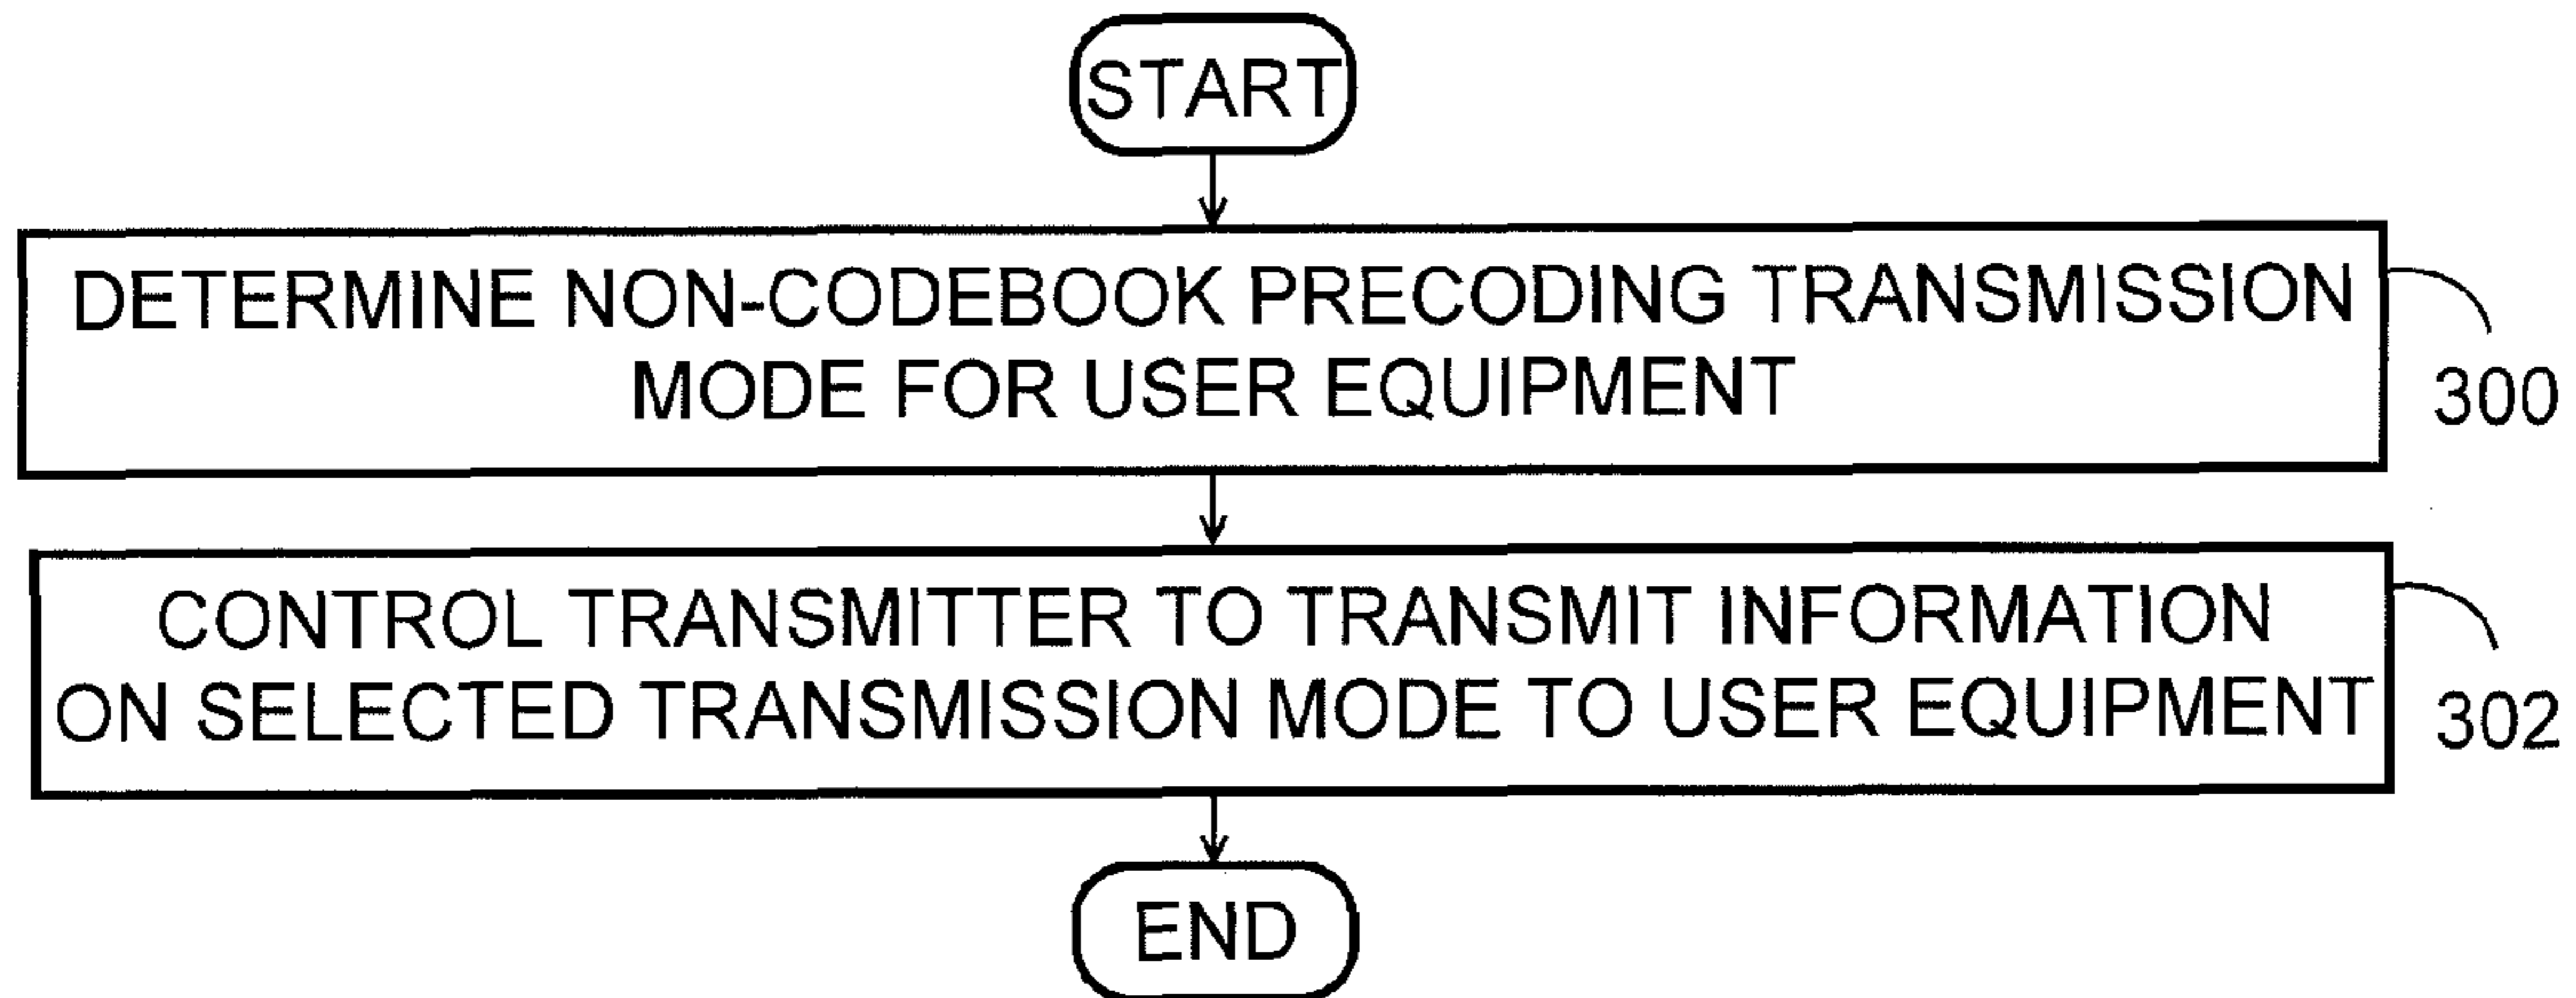 START
DETERMINE NON-CODEBOOK PRECODING TRANSMISSION
MODE FOR USER EQUIPMENT
300
CONTROL TRANSMITTER TO TRANSMIT INFORMATION
ON SELECTED TRANSMISSION MODE TO USER EQUIPMENT
302
END